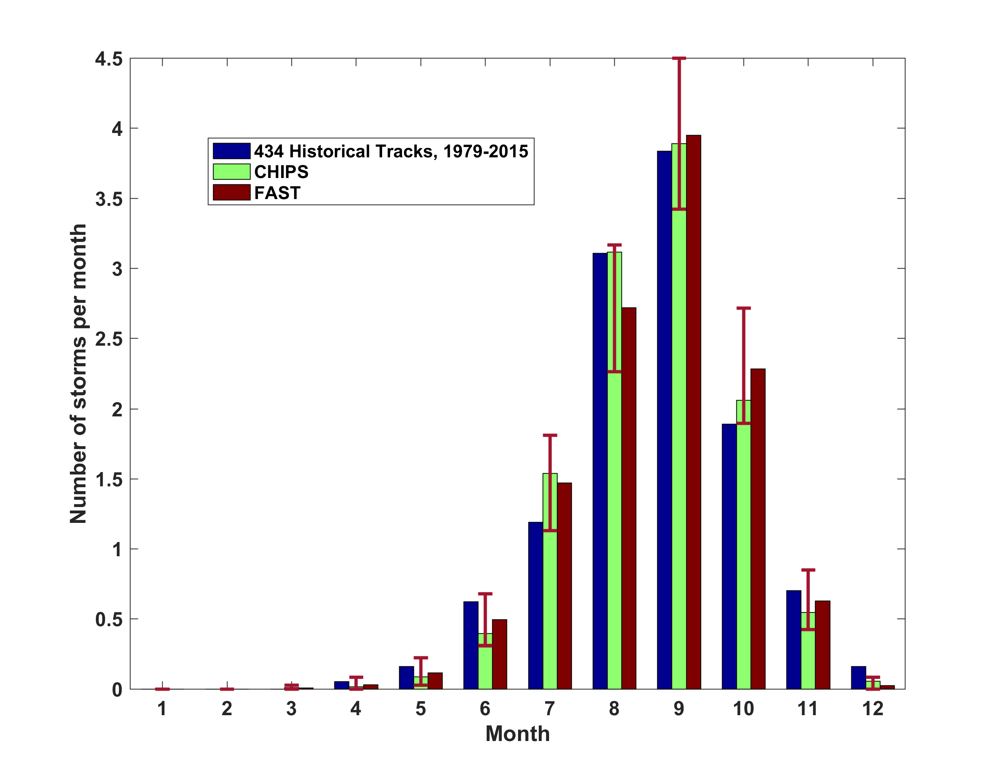 4.5
4
3.5
3
2.5
2
1.5
1
0.5
0
Number of storms per month
434 Historical Tracks, 1979-2015
CHIPS
FAST
1 2 3 4 5 6 7 8 9 10 11 12
Month